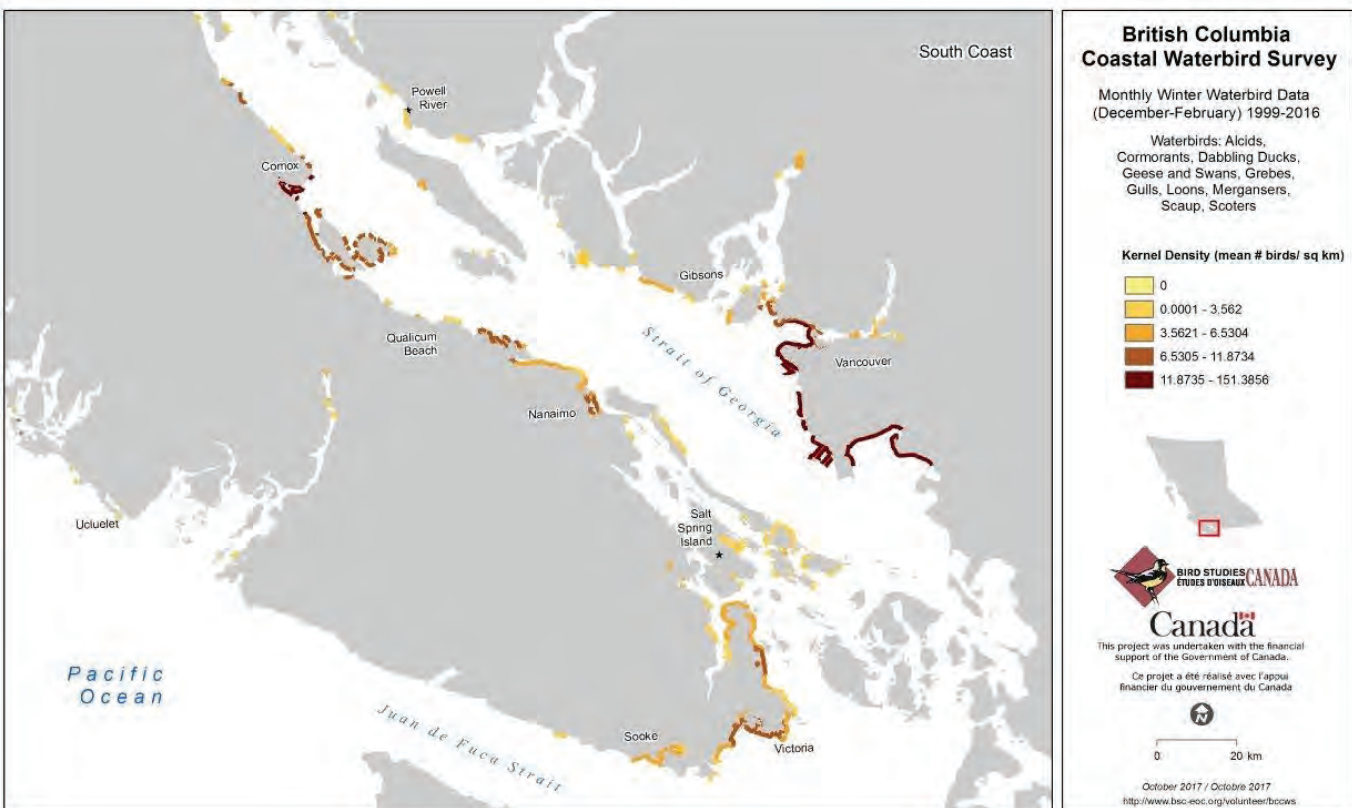 South Coast
Powell
River
Comox
Gibsons
Qualicum
Beach
Strait of Georgia
Vancouver
Nanaimo
Ucluelet
Salt
Spring
Island
Pacific
Ocean
Juan de Fuca Strait
Sooke
Victoria
British Columbia
Coastal Waterbird Survey
Monthly Winter Waterbird Data
(December-February) 1999-2016
Waterbirds: Alcids,
Cormorants, Dabbling Ducks,
Geese and Swans, Grebes,
Gulls, Loons, Mergansers,
Scaup, Scoters
Kernel Density (mean # birds/ sq km)
0
0.0001 - 3.562
3.5621 - 6.5304
6.5305 - 11.8734
11.8735 - 151.3856
BIRD STUDIES CANADA
ÉTUDES D'OISEAUX
Canada
This project was undertaken with the financial
support of the Government of Canada.
Ce projet a été réalisé avec l'appui
financier du gouvernement du Canada
N
0 20 km
October 2017 / Octobre 2017
http://www.bsc-eoc.org/volunteer/bccws